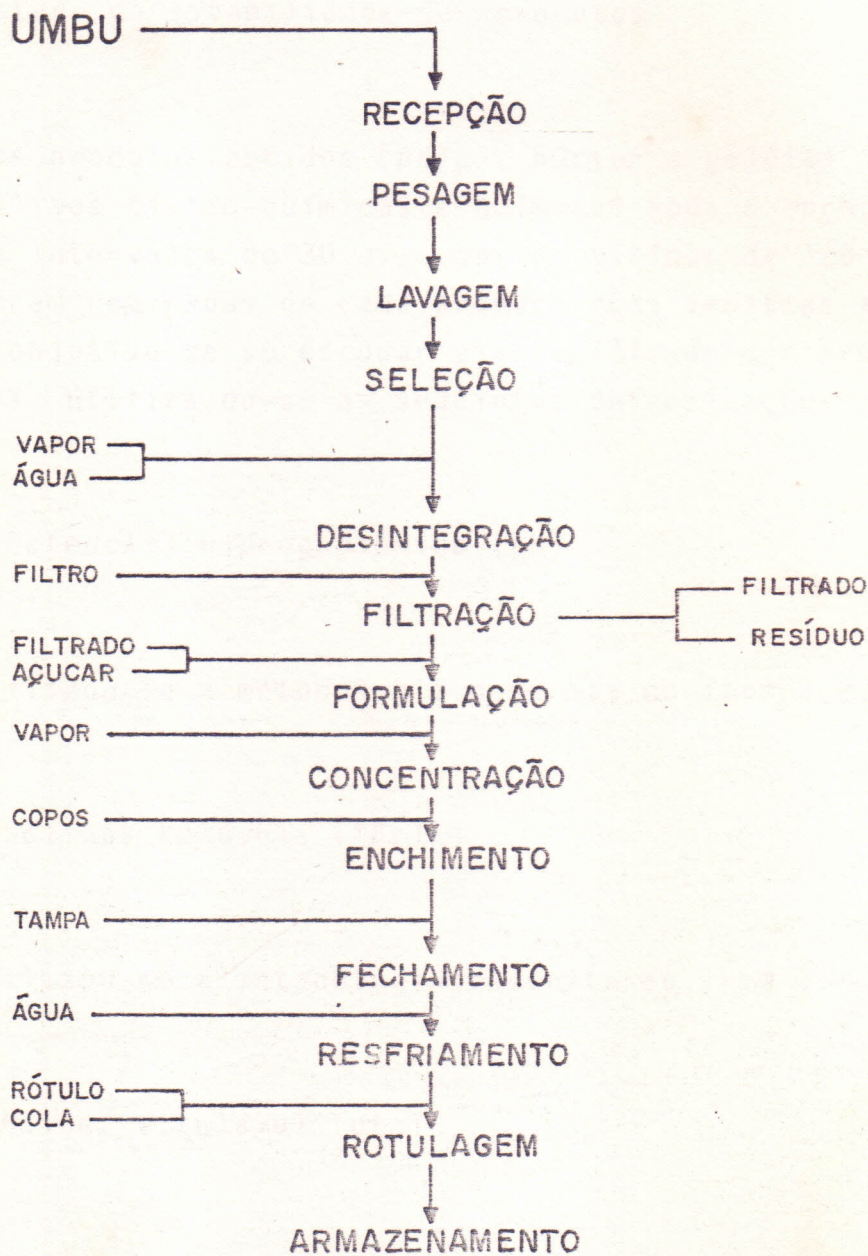 UMBU
RECEPÇÃO
PESAGEM
LAVAGEM
SELEÇÃO
VAPOR
ÁGUA
DESINTEGRAÇÃO
FILTRO
FILTRAÇÃO
FILTRADO
RESÍDUO
FILTRADO
AÇUCAR
FORMULAÇÃO
VAPOR
CONCENTRAÇÃO
COPOS
ENCHIMENTO
TAMPA
FECHAMENTO
ÁGUA
RESFRIAMENTO
RÓTULO
COLA
ROTULAGEM
ARMAZENAMENTO